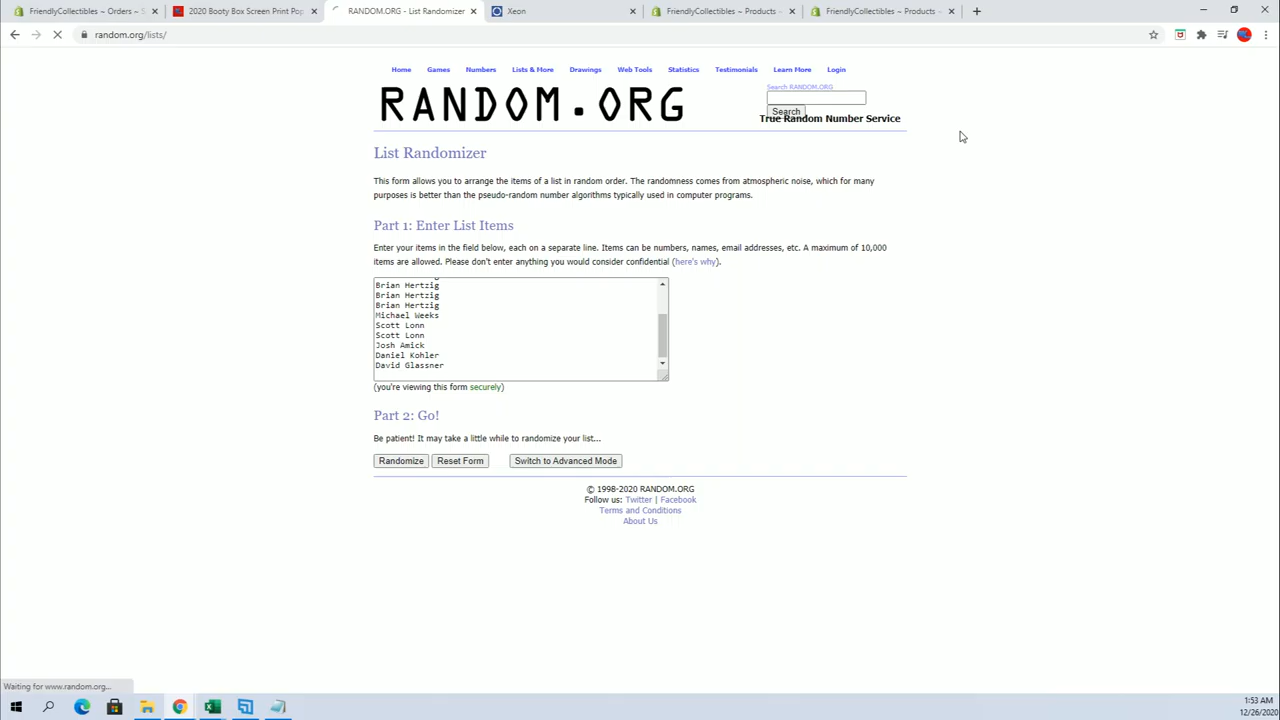 FriendlyCollectibles ~ Orders ~ S
2020 Booty Box Screen Print Pop
RANDOM.ORG - List Randomizer
Xeon
FriendlyCollectibles ~ Products ~
FriendlyCollectibles ~ Products ~
random.org/lists/
Home Games Numbers Lists & More Drawings Web Tools Statistics Testimonials Learn More Login
RANDOM.ORG
Search RANDOM.ORG
Search
True Random Number Service
List Randomizer
This form allows you to arrange the items of a list in random order. The randomness comes from atmospheric noise, which for many
purposes is better than the pseudo-random number algorithms typically used in computer programs.
Part 1: Enter List Items
Enter your items in the field below, each on a separate line. Items can be numbers, names, email addresses, etc. A maximum of 10,000
items are allowed. Please don't enter anything you would consider confidential (here's why).
Brian Hertzig
Brian Hertzig
Brian Hertzig
Michael Weeks
Scott Lonn
Scott Lonn
Josh Amick
Daniel Kohler
David Glassner
(you're viewing this form securely)
Part 2: Go!
Be patient! It may take a little while to randomize your list...
Randomize Reset Form Switch to Advanced Mode
© 1998-2020 RANDOM.ORG
Follow us: Twitter | Facebook
Terms and Conditions
About Us
Waiting for www.random.org...
1:53 AM
12/26/2020